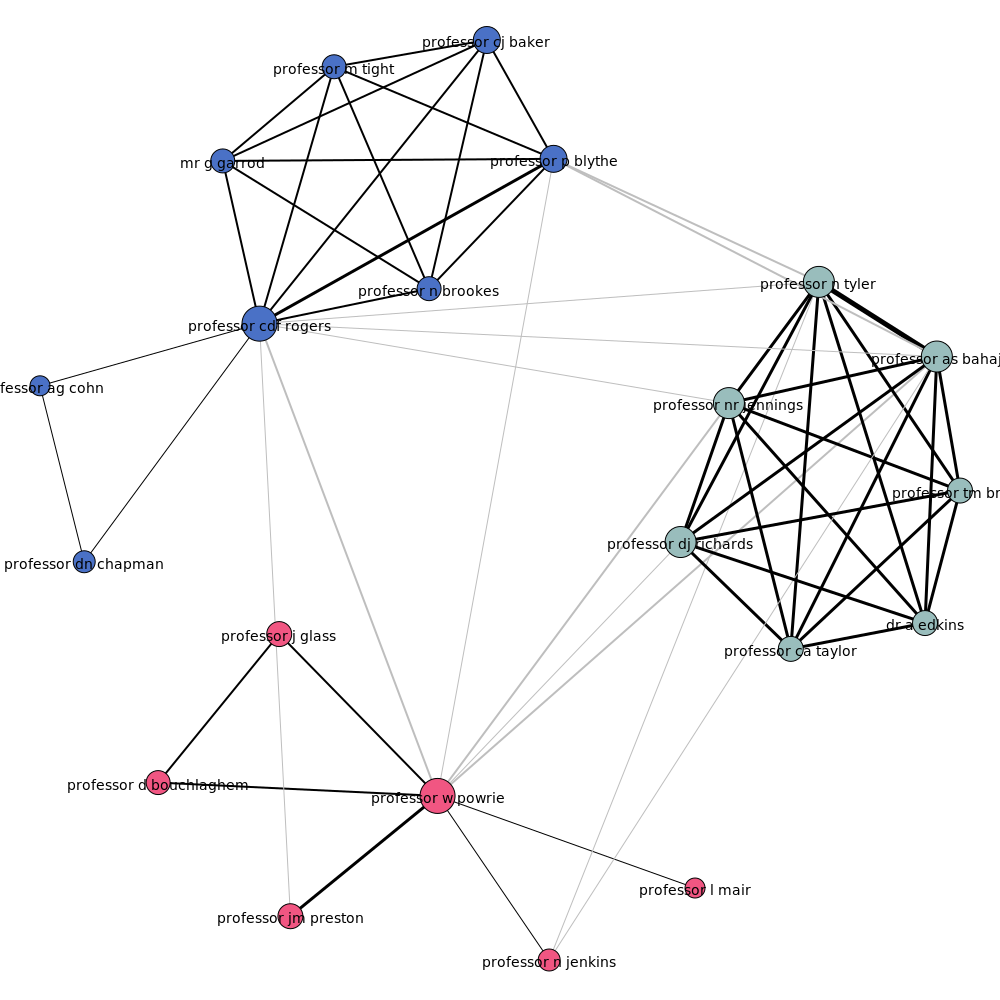 professor cj baker
professor m tight
mr g garrod
professor p blythe
professor n tyler
professor n brookes
professor cdf rogers
professor as bahaj
fessor ag cohn
professor nr jennings
professor tm br
professor dj richards
professor dn chapman
dr a edkins
professor j glass
professor ca taylor
professor d bouchlaghem
professor w powrie
professor l mair
professor jm preston
professor n jenkins